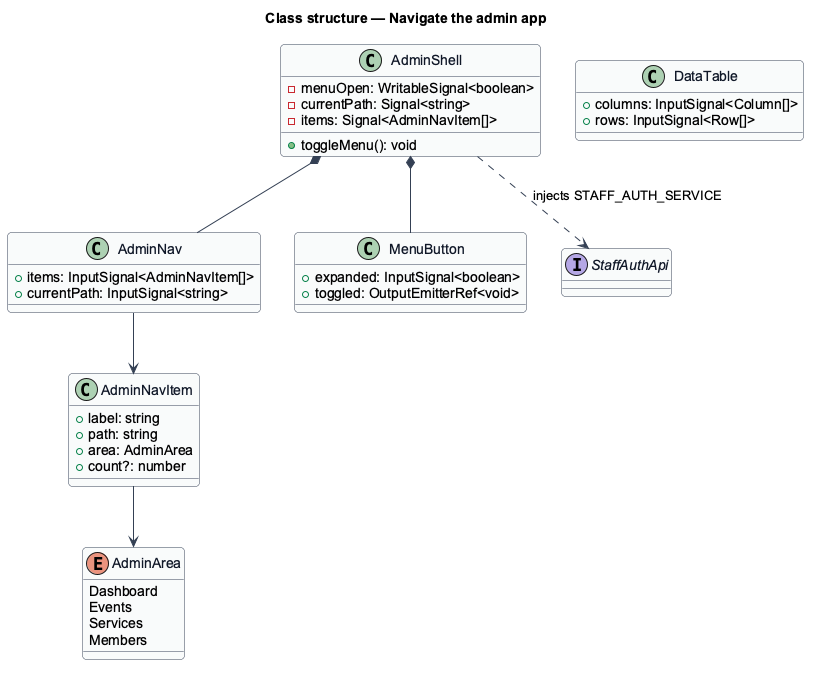 Class structure — Navigate the admin app
C AdminShell
menuOpen: WritableSignal<boolean>
currentPath: Signal<string>
items: Signal<AdminNavItem[]>
toggleMenu(): void
C DataTable
columns: InputSignal<Column[]>
rows: InputSignal<Row[]>
injects STAFF_AUTH_SERVICE
C AdminNav
items: InputSignal<AdminNavItem[]>
currentPath: InputSignal<string>
C MenuButton
expanded: InputSignal<boolean>
toggled: OutputEmitterRef<void>
I StaffAuthApi
C AdminNavItem
label: string
path: string
area: AdminArea
count?: number
E AdminArea
Dashboard
Events
Services
Members